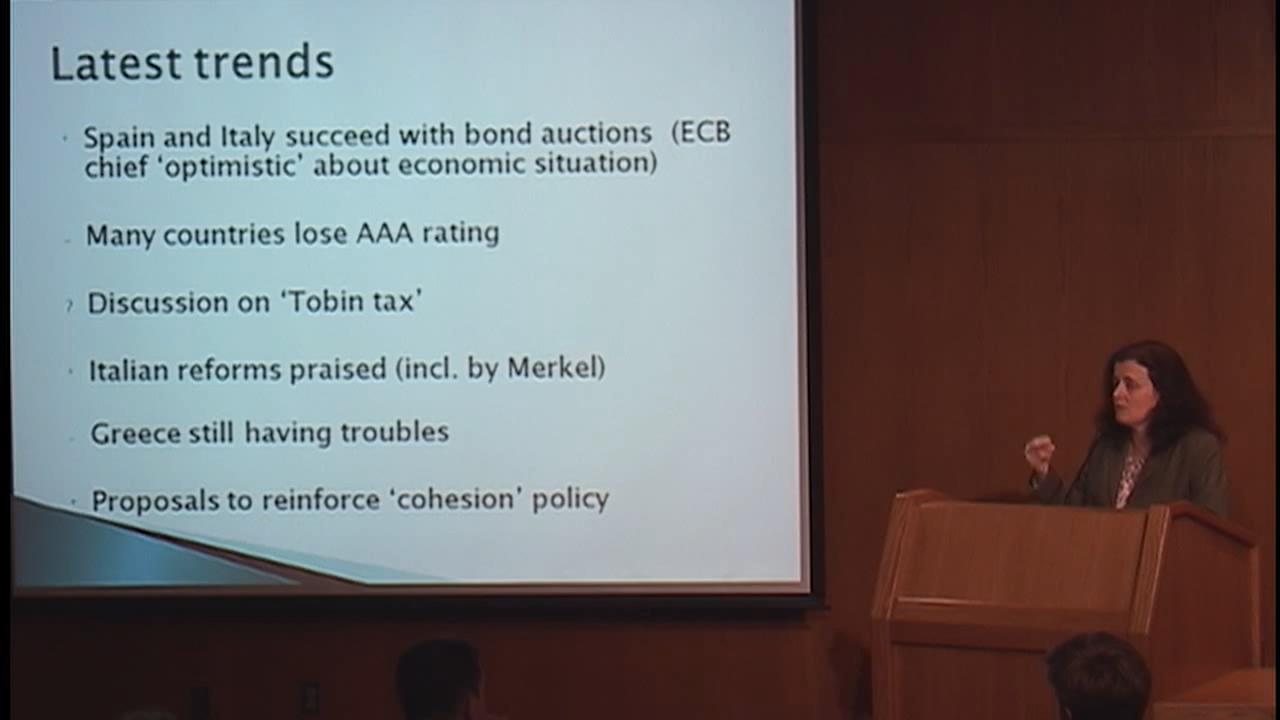 Latest trends
Spain and Italy succeed with bond auctions (ECB
chief ‘optimistic’ about economic situation)
Many countries lose AAA rating
? Discussion on ‘Tobin tax’
Italian reforms praised (incl. by Merkel)
Greece still having troubles
Proposals to reinforce ‘cohesion’ policy